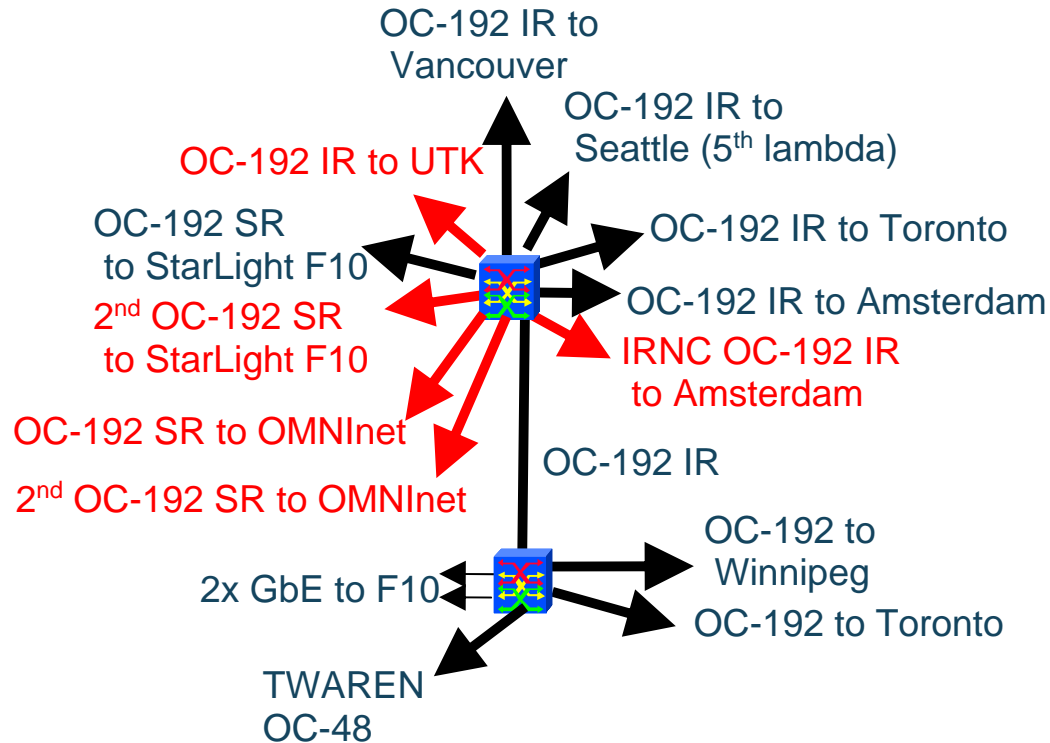 OC-192 IR to
Vancouver
OC-192 IR to
Seattle (5th lambda)
OC-192 IR to UTK
OC-192 SR
to StarLight F10
OC-192 IR to Toronto
2nd OC-192 SR
to StarLight F10
OC-192 IR to Amsterdam
IRNC OC-192 IR
to Amsterdam
OC-192 SR to OMNInet
2nd OC-192 SR to OMNInet
OC-192 IR
OC-192 to
Winnipeg
2x GbE to F10
OC-192 to Toronto
TWAREN
OC-48